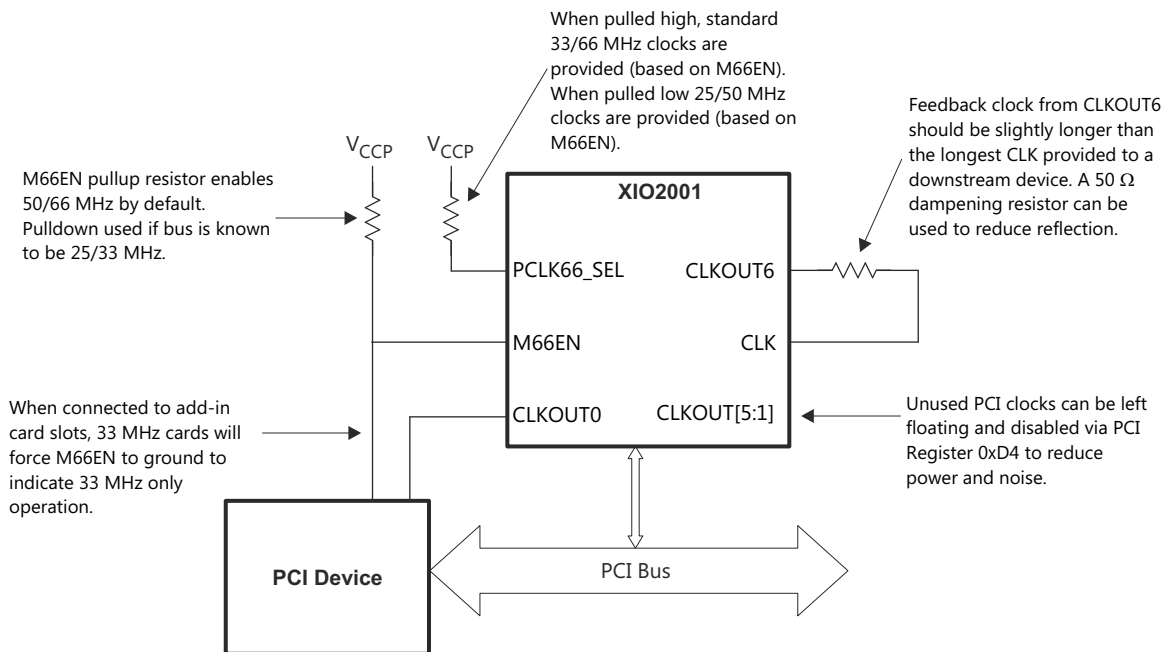 When pulled high, standard
33/66 MHz clocks are
provided (based on M66EN).
When pulled low 25/50 MHz
clocks are provided (based on
M66EN).
Feedback clock from CLKOUT6
should be slightly longer than
the longest CLK provided to a
downstream device. A 50 Ω
dampening resistor can be
used to reduce reflection.
VCCP VCCP
M66EN pullup resistor enables
50/66 MHz by default.
Pulldown used if bus is known
to be 25/33 MHz.
XIO2001
PCLK66_SEL CLKOUT6
M66EN CLK
CLKOUT0 CLKOUT[5:1]
When connected to add-in
card slots, 33 MHz cards will
force M66EN to ground to
indicate 33 MHz only
operation.
Unused PCI clocks can be left
floating and disabled via PCI
Register 0xD4 to reduce
power and noise.
PCI Device
PCI Bus